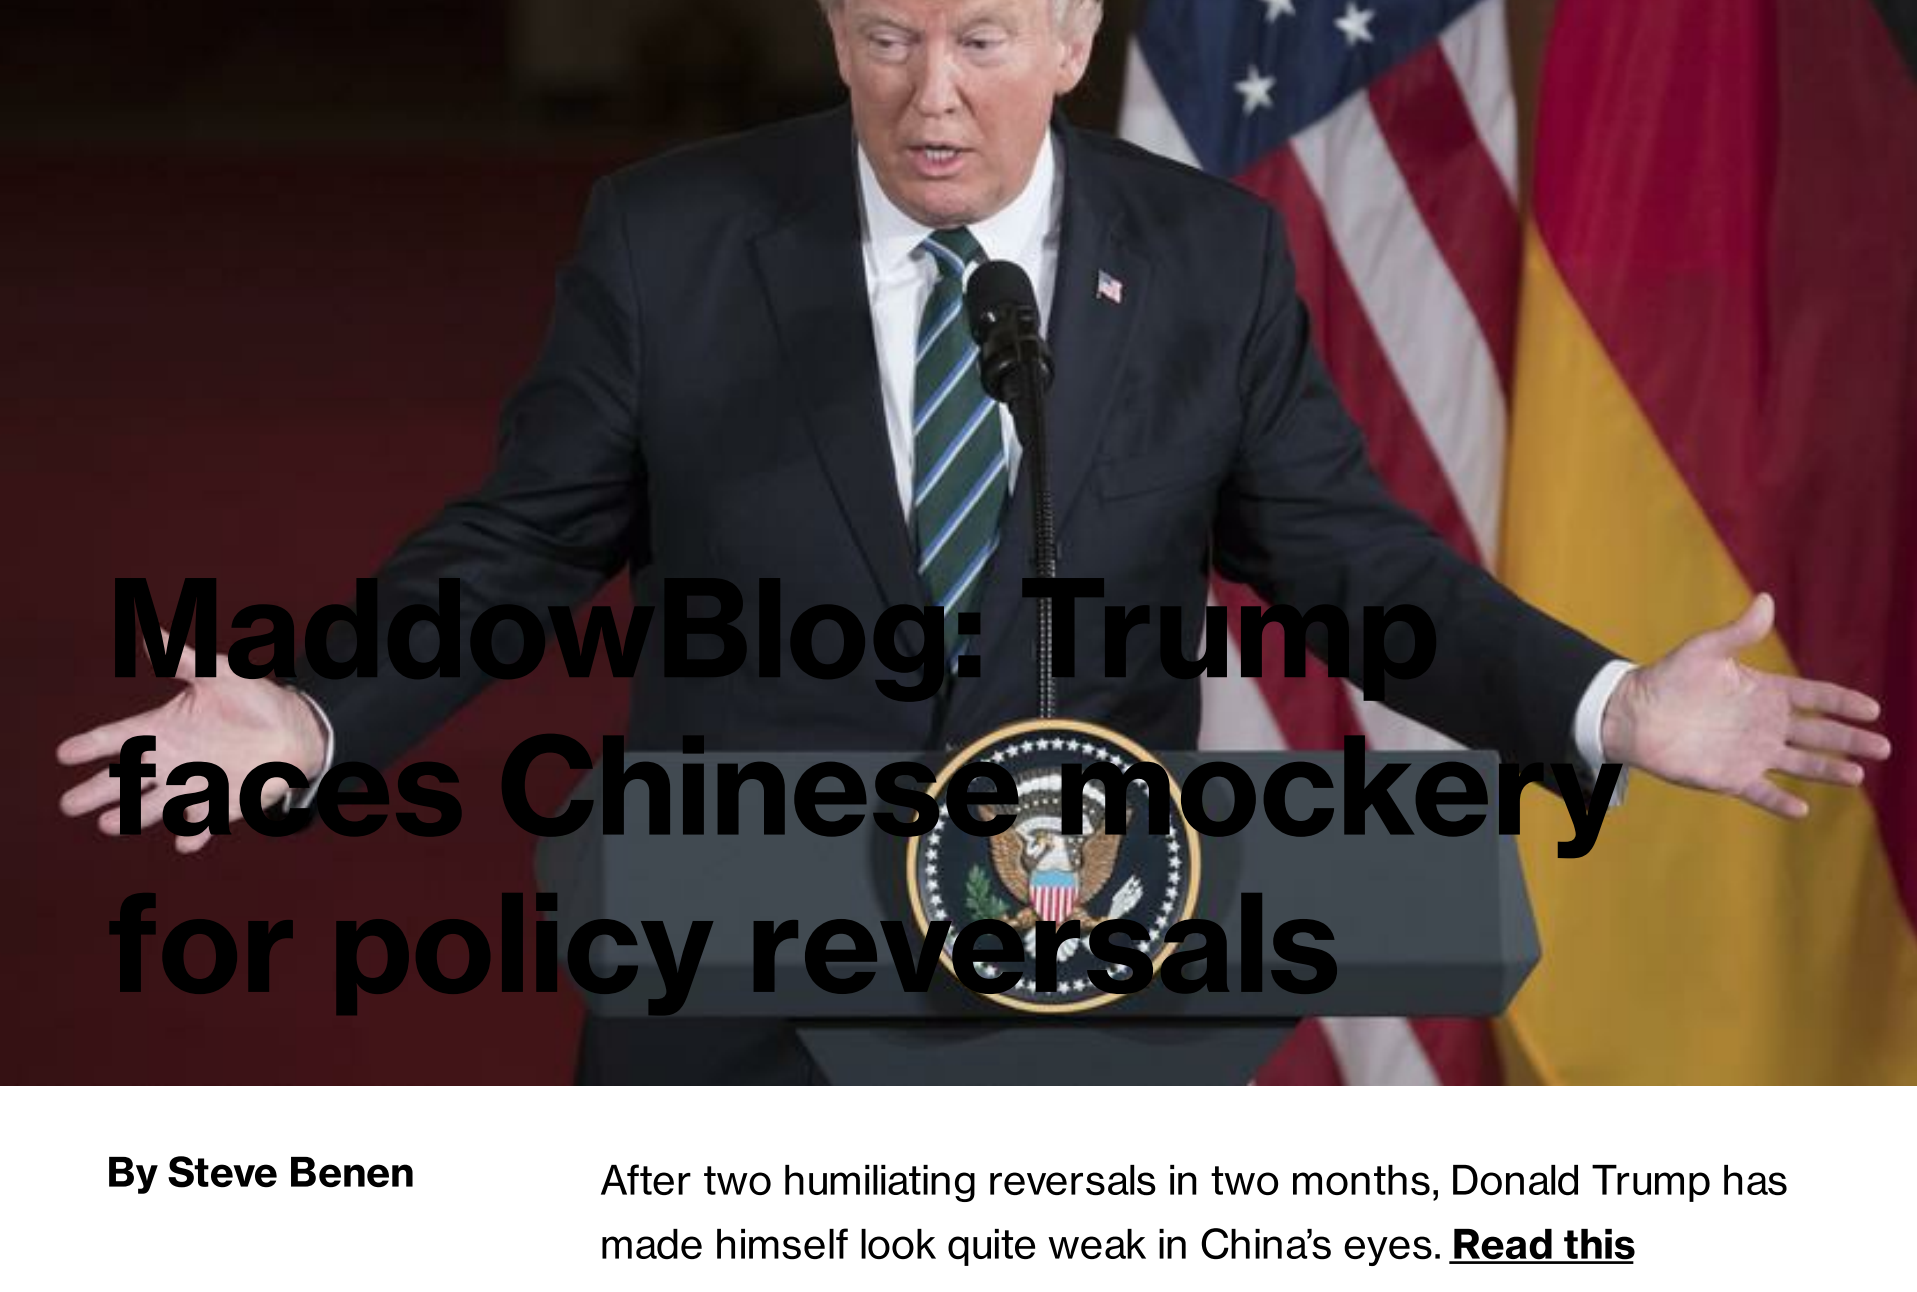 MaddowBlog: Trump
faces Chinese mockery
for policy reversals
By Steve Benen
After two humiliating reversals in two months, Donald Trump has
made himself look quite weak in China’s eyes. Read this